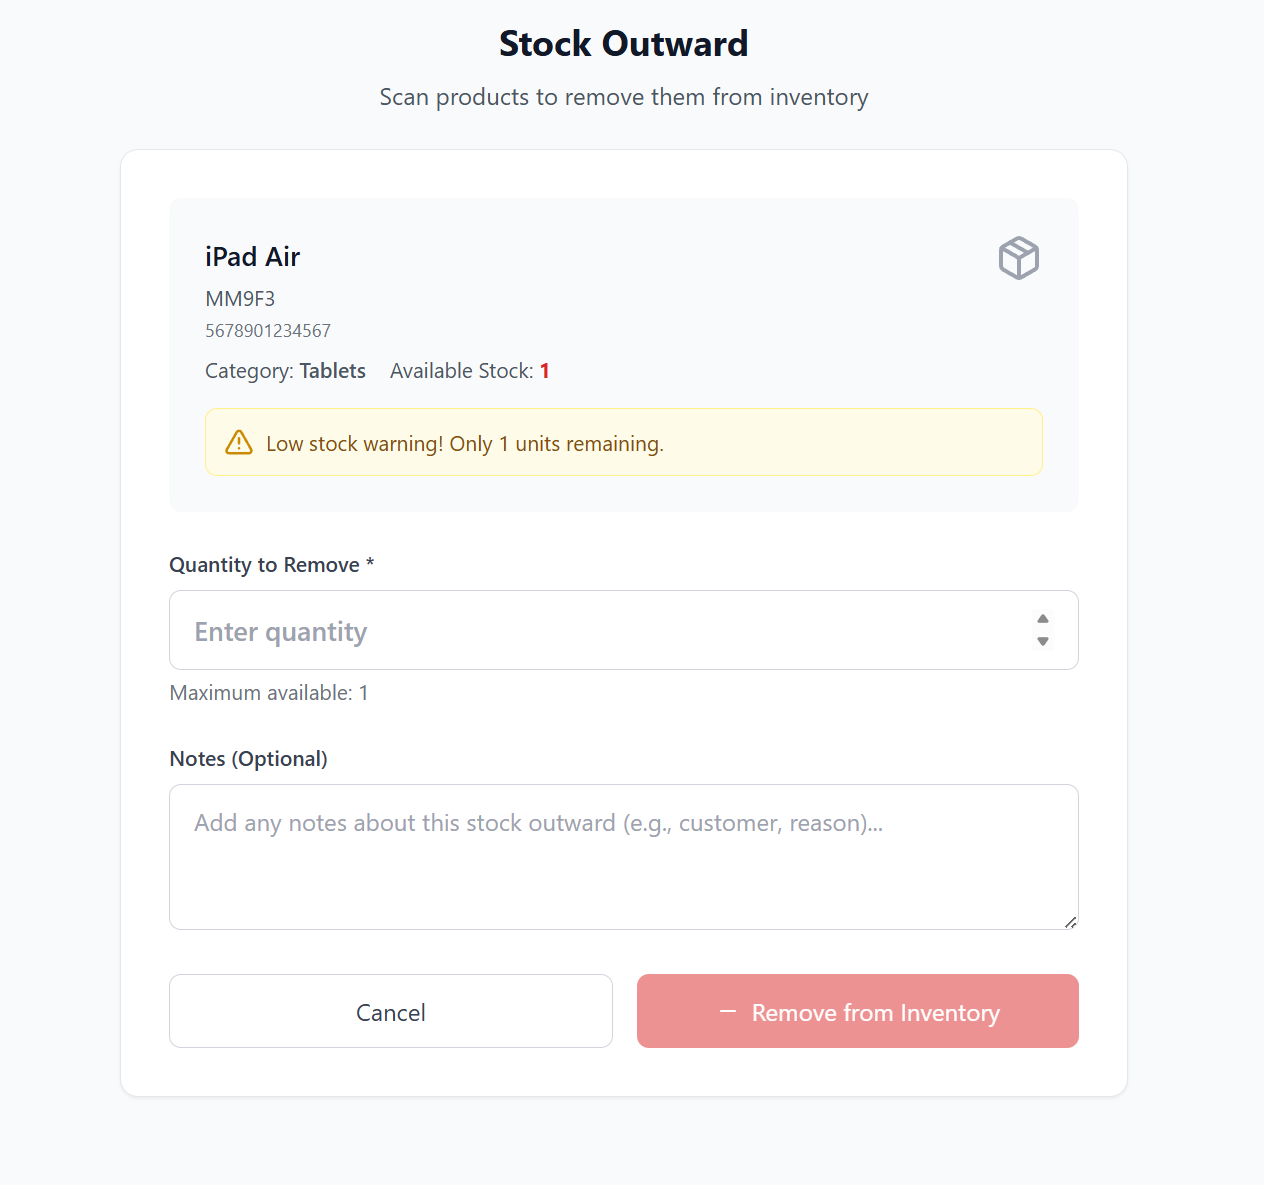 Stock Outward
Scan products to remove them from inventory
iPad Air
MM9F3
5678901234567
Category: Tablets Available Stock: 1
Low stock warning! Only 1 units remaining.
Quantity to Remove *
Enter quantity
Maximum available: 1
Notes (Optional)
Add any notes about this stock outward (e.g., customer, reason)...
Cancel
Remove from Inventory